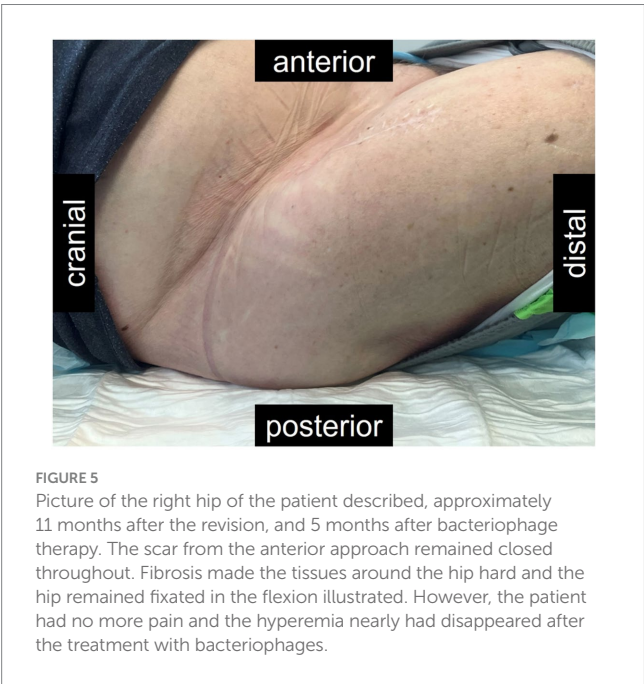 anterior
cranial
distal
posterior
FIGURE 5
Picture of the right hip of the patient described, approximately
11 months after the revision, and 5 months after bacteriophage
therapy. The scar from the anterior approach remained closed
throughout. Fibrosis made the tissues around the hip hard and the
hip remained fixated in the flexion illustrated. However, the patient
had no more pain and the hyperemia nearly had disappeared after
the treatment with bacteriophages.